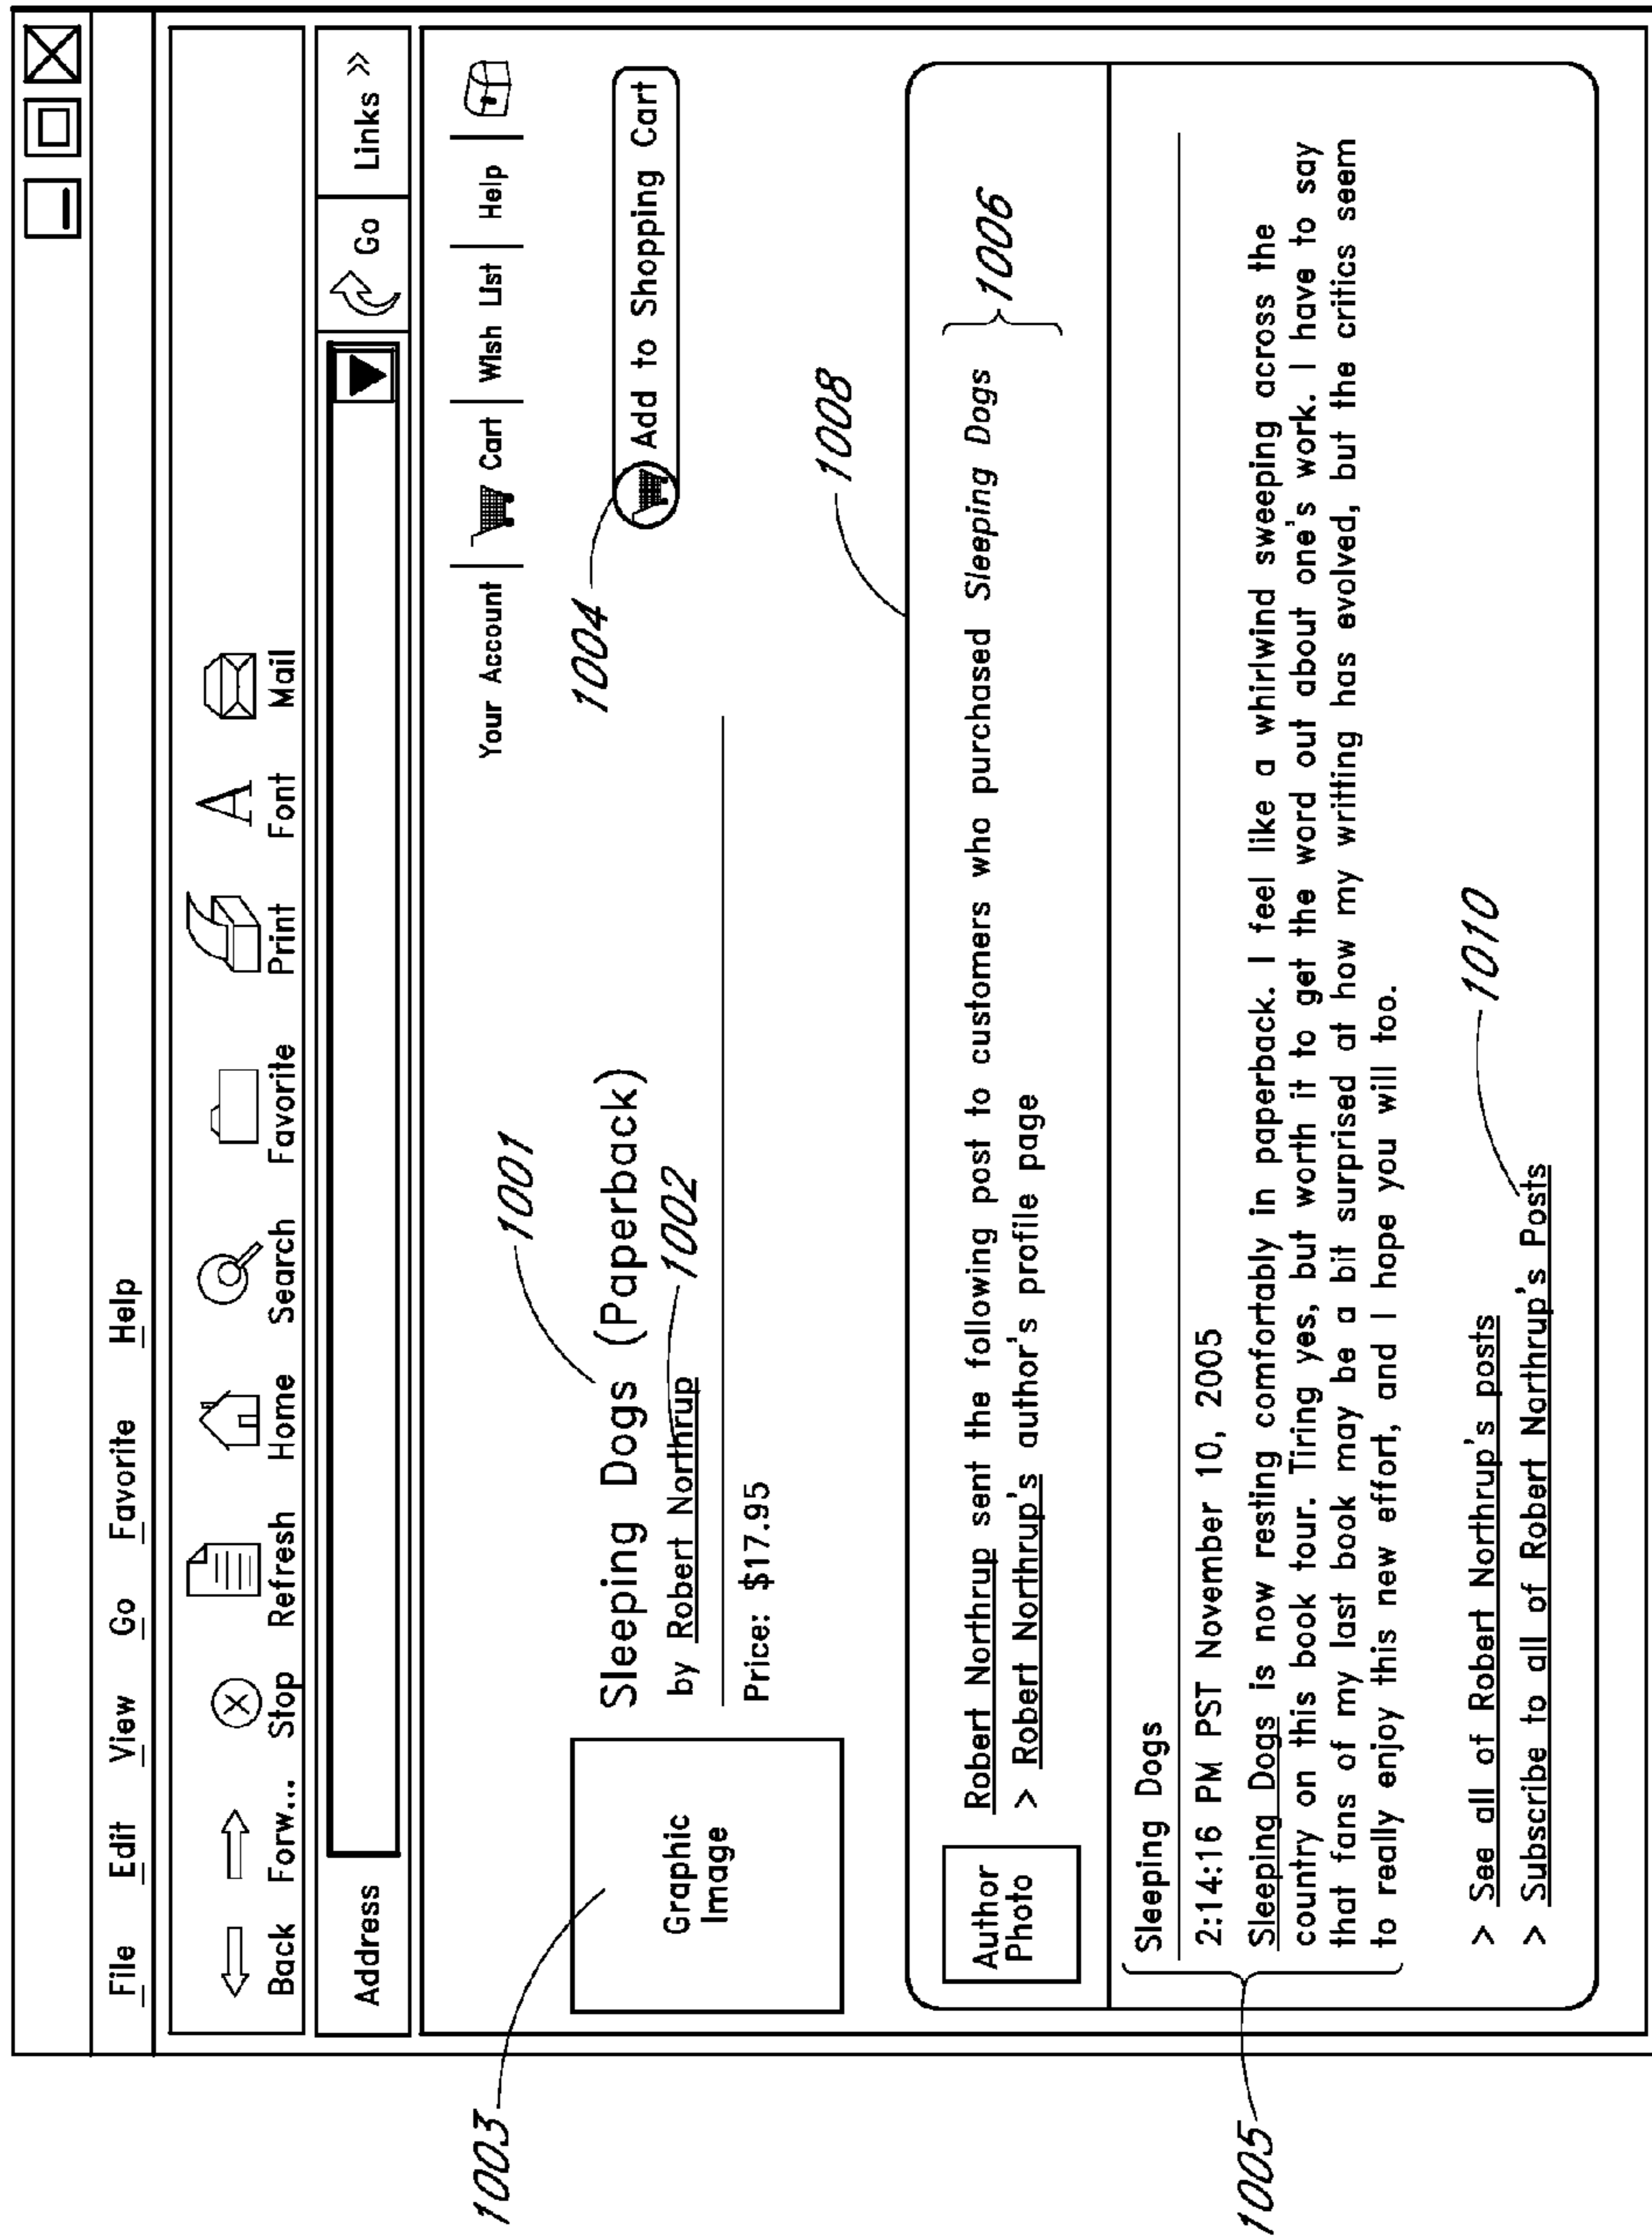 File Edit View Go Favorite Help
Back Forw... Stop Refresh Home Search Favorite Print Font Mail
Address Go Links >>
Your Account Cart Wish List Help
1001
1003
Graphic
Image
Sleeping Dogs (Paperback)
1004
Add to Shopping Cart
by Robert Northrup
1002
Price: $17.95
1008
Author
Photo
Robert Northrup sent the following post to customers who purchased Sleeping Dogs
1006
> Robert Northrup's author's profile page
1005
Sleeping Dogs
2:14:16 PM PST November 10, 2005
Sleeping Dogs is now resting comfortably in paperback. I feel like a whirlwind sweeping across the
country on this book tour. Tiring yes, but worth it to get the word out about one's work. I have to say
that fans of my last book may be a bit surprised at how my writting has evolved, but the critics seem
to really enjoy this new effort, and I hope you will too.
1010
> See all of Robert Northrup's posts
> Subscribe to all of Robert Northrup's Posts